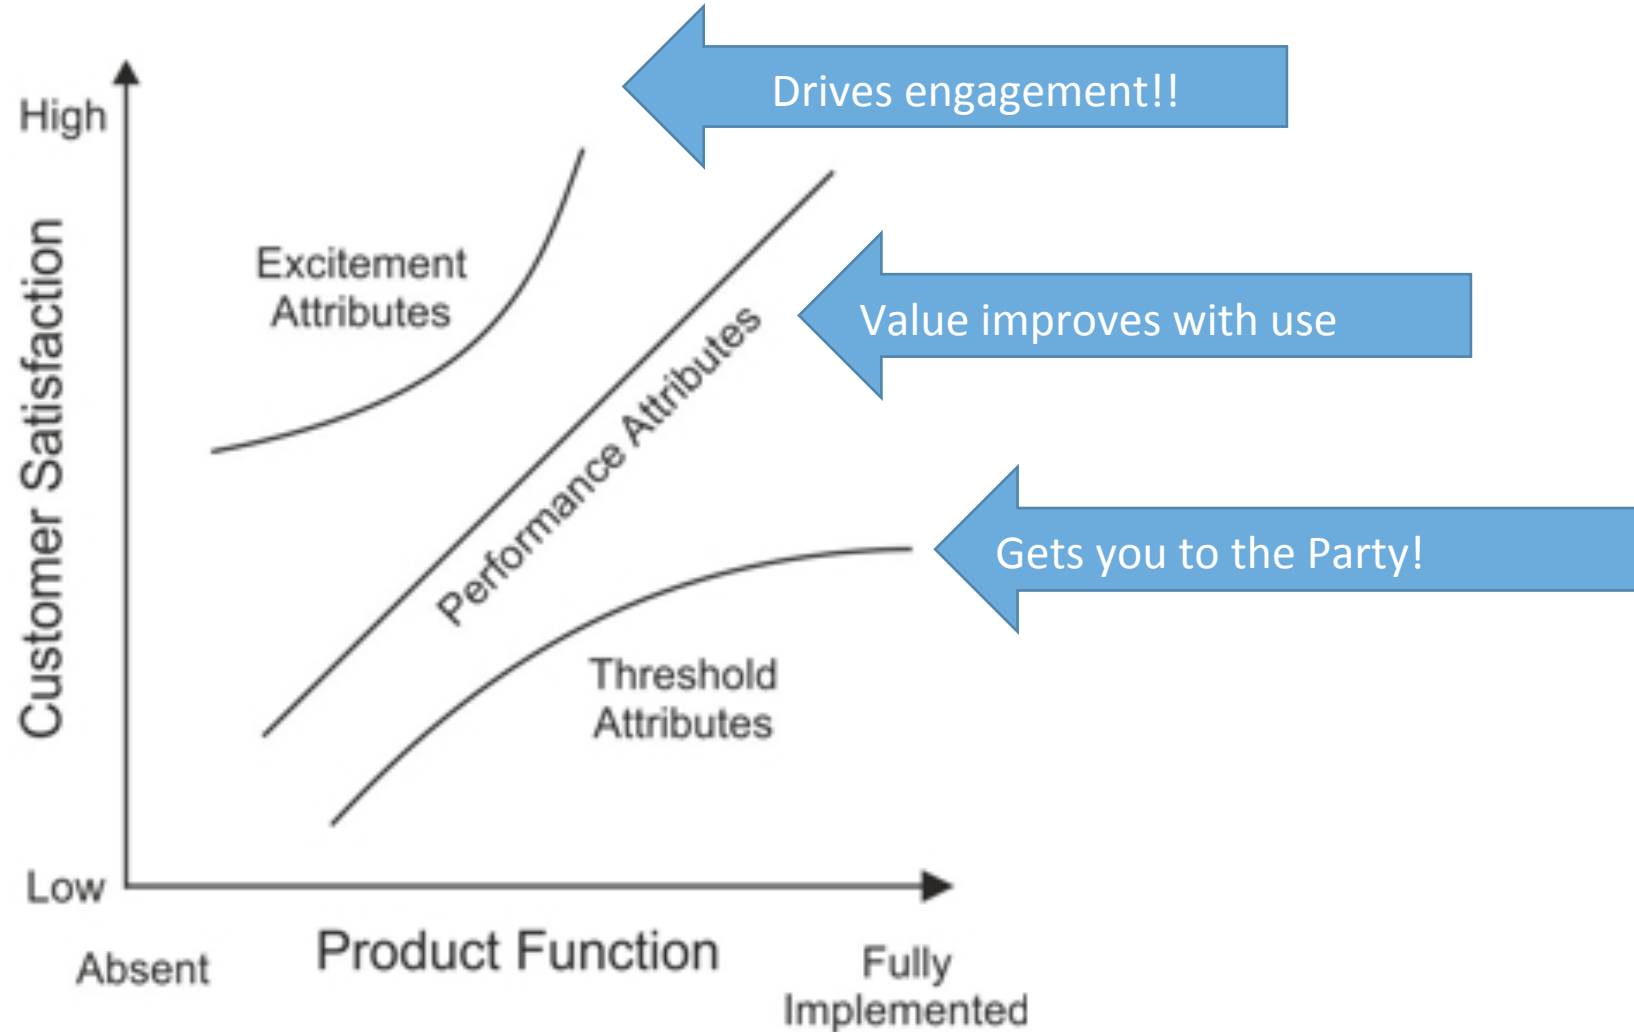 Drives engagement!!
High
Excitement
Attributes
Value improves with use
Performance Attributes
Customer Satisfaction
Gets you to the Party!
Threshold
Attributes
Low
Absent
Product Function
Fully
Implemented